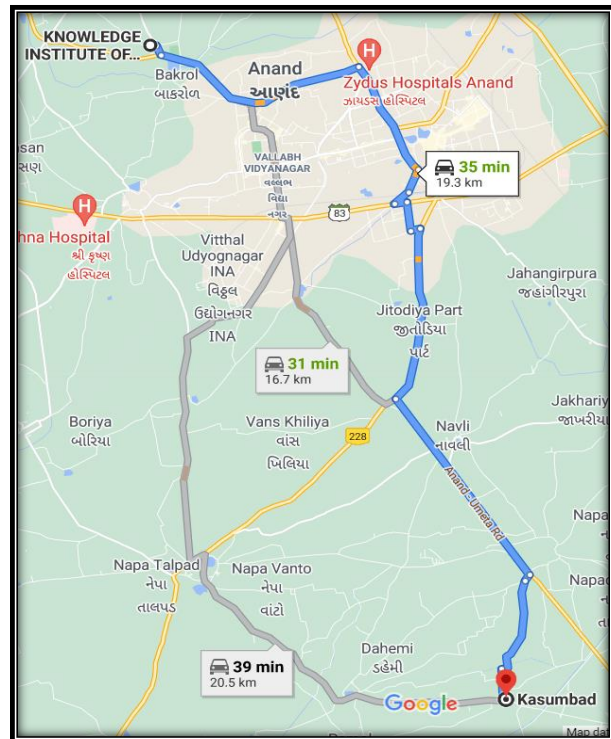 KNOWLEDGE
INSTITUTE OF...
Bakrol
બાકરોલ
Anand
આણંદ
Zydus Hospitals Anand
ઝાયડસ હોસ્પિટલ
asan
સણ
VALLABH
VIDYANAGAR
વલ્લભ
વિદ્યા
નગર
35 min
19.3 km
83
hna Hospital
શ્રી કૃષ્ણ
હોસ્પિટલ
Vitthal
Udyognagar
INA
વિઠ્ઠલ
ઉદ્યોગનગર
INA
Jahangirpura
જહાંગીરપુરા
Jitodiya Part
જીતોડિયા
પાર્ટ
31 min
16.7 km
Jakhariy
જાખરીયા
Boriya
બોરિયા
Vans Khiliya
વાંસ
ખિલિયા
228
Navli
નાવલી
Anand - Umeta Rd
Napa
Napa Talpad
નેપા
તાલપડ
Napa Vanto
નેપા
વાંટો
Napa
39 min
20.5 km
Dahemi
ડહેમી
Google
Kasumbad
Map dat